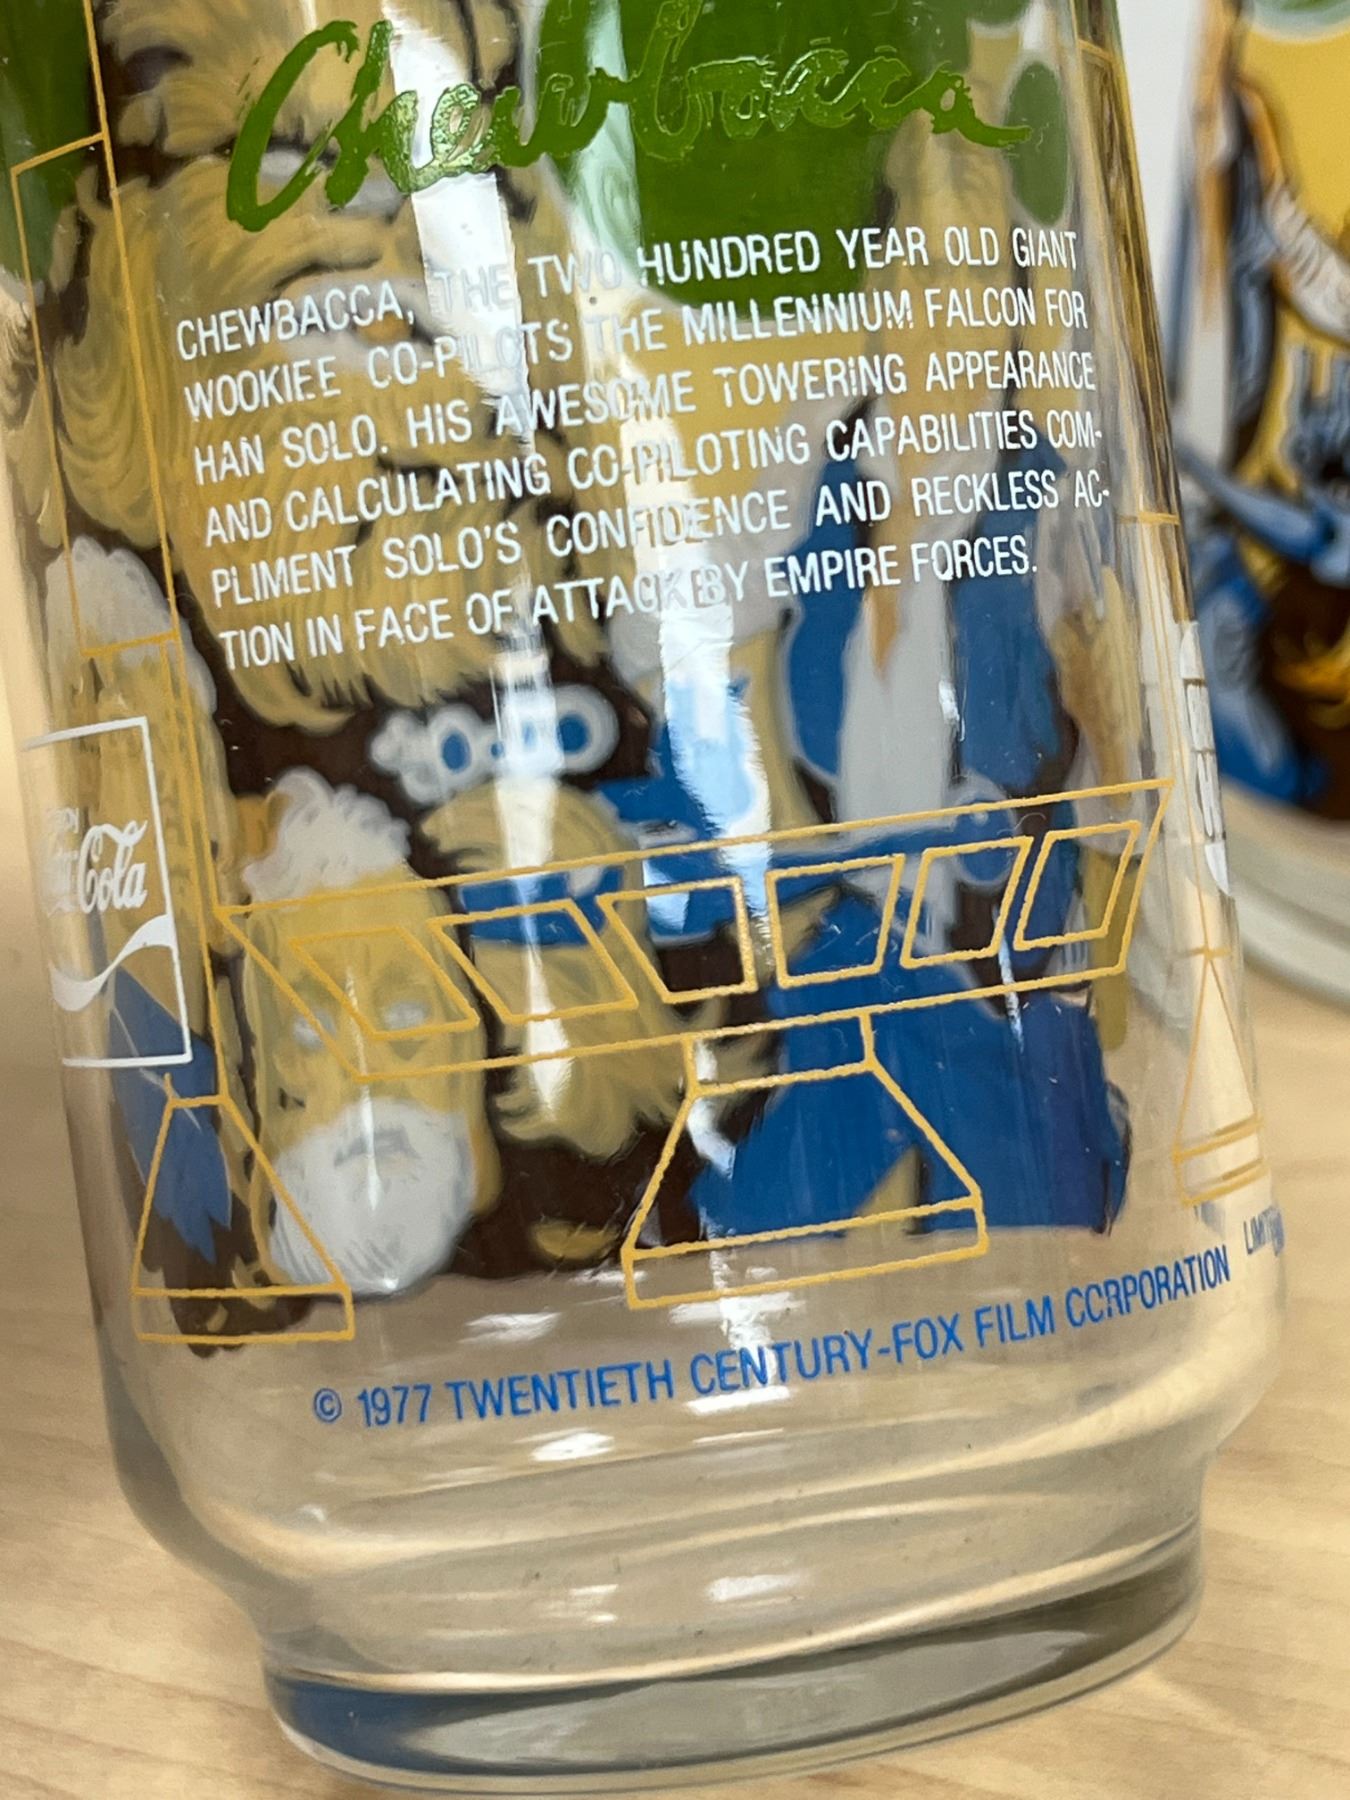 Chewbacca
CHEWBACCA, THE TWO HUNDRED YEAR OLD GIANT
WOOKIEE CO-PILOTS THE MILLENNIUM FALCON FOR
HAN SOLO. HIS AWESOME TOWERING APPEARANCE
AND CALCULATING CO-PILOTING CAPABILITIES COM-
PLIMENT SOLO'S CONFIDENCE AND RECKLESS AC-
TION IN FACE OF ATTACK BY EMPIRE FORCES.
Cola
© 1977 TWENTIETH CENTURY-FOX FILM CORPORATION